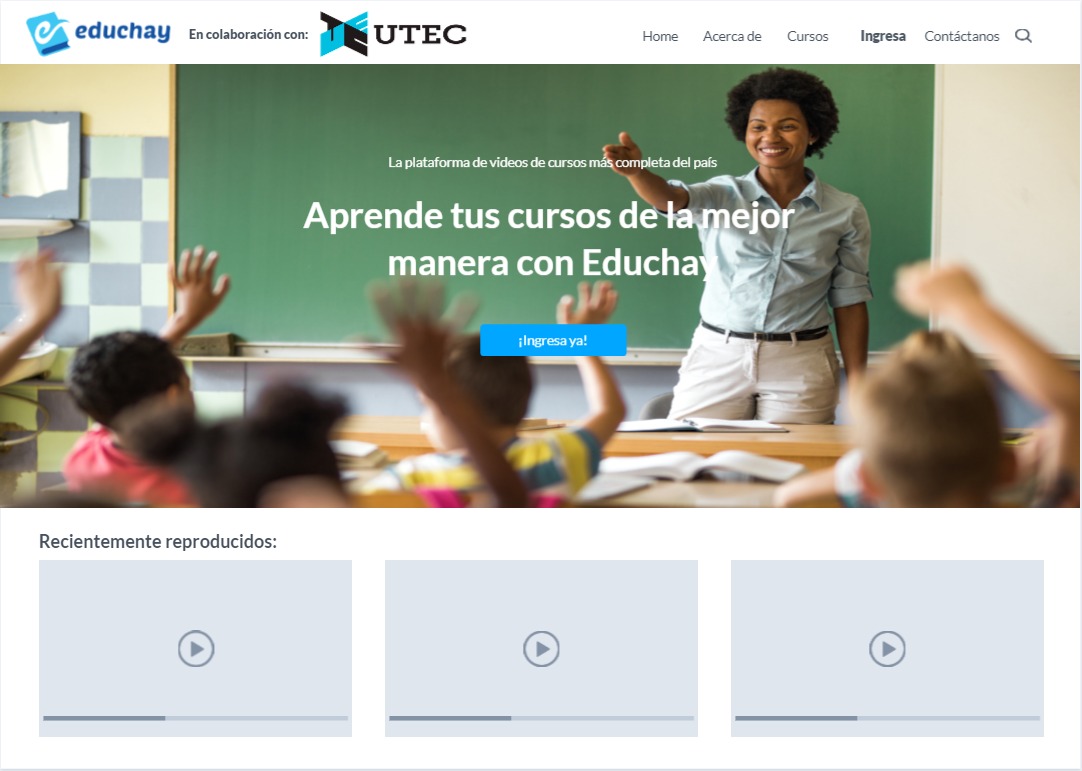 educhay
En colaboración con:
UTEC
Home
Acerca de
Cursos
Ingresa
Contáctanos
La plataforma de videos de cursos más completa del país
Aprende tus cursos de la mejor
manera con Educhay
¡Ingresa ya!
Recientemente reproducidos: